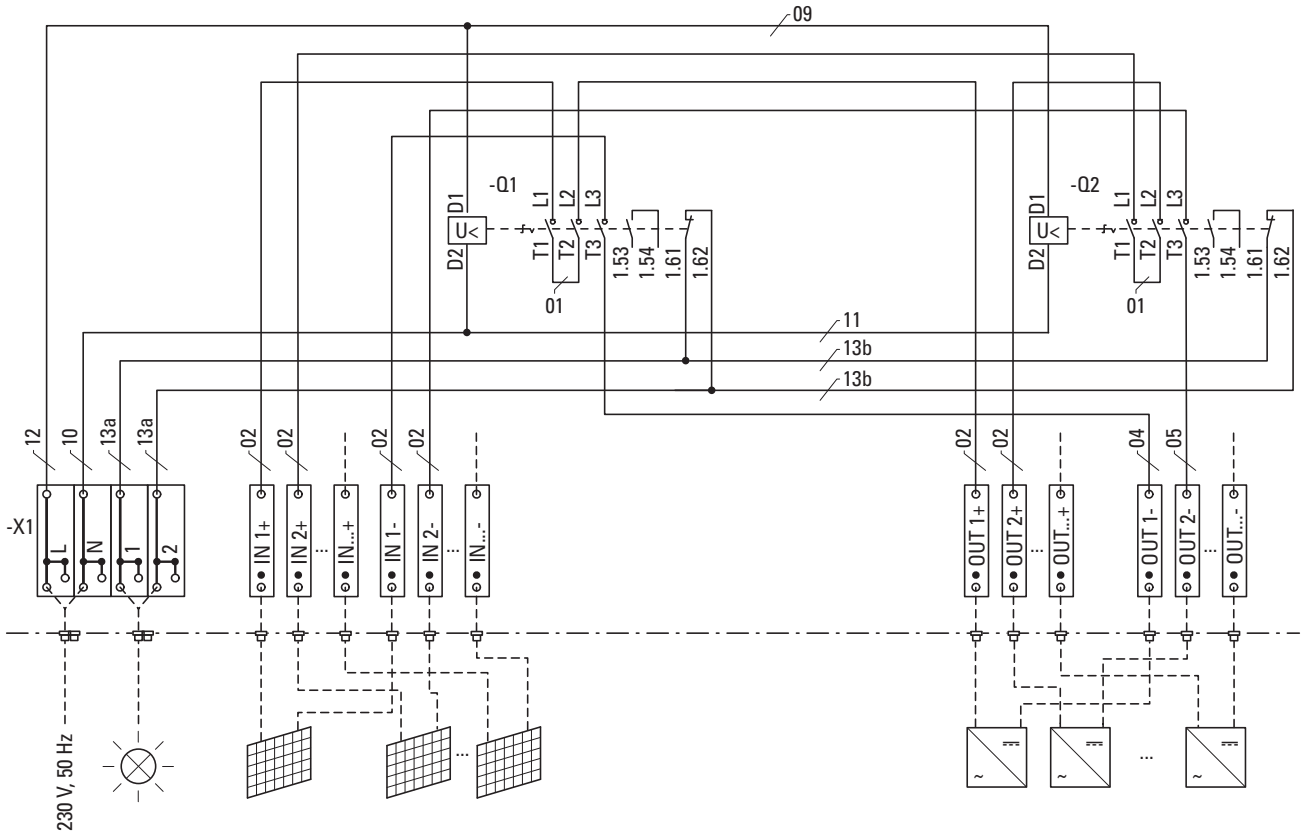 09
-Q1
D1
U<
D2
L1
L2
L3
T1
T2
T3
1.53
1.54
1.61
1.62
01
-Q2
D1
U<
D2
L1
L2
L3
T1
T2
T3
1.53
1.54
1.61
1.62
01
11
13b
13b
12
10
13a
13a
02
02
02
02
02
02
04
05
-X1
L
N
1
2
IN 1+
IN 2+
...
IN...+
IN 1-
IN 2-
...
IN...-
OUT 1+
OUT 2+
...
OUT...+
OUT 1-
OUT 2-
...
OUT...-
230 V, 50 Hz
...
~
~
...
~